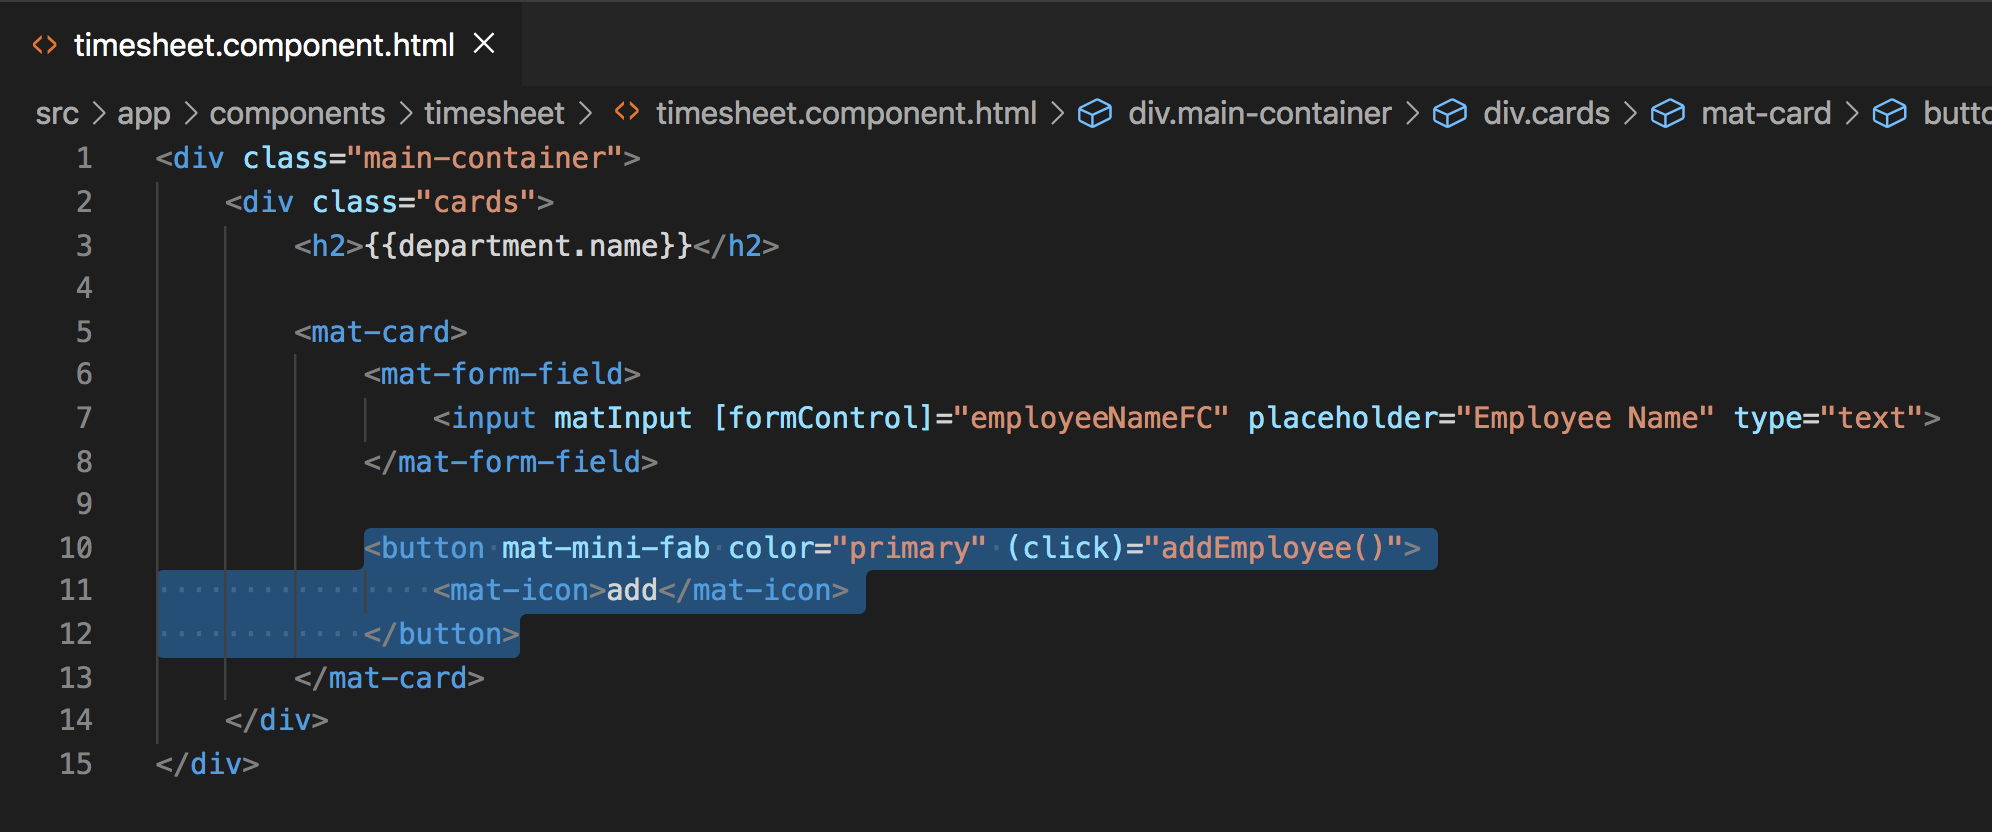 timesheet.component.html
src > app > components > timesheet > timesheet.component.html > div.main-container > div.cards > mat-card > butto
1 <div class="main-container">
2     <div class="cards">
3         <h2>{{department.name}}</h2>
4
5         <mat-card>
6             <mat-form-field>
7                 <input matInput [formControl]="employeeNameFC" placeholder="Employee Name" type="text">
8             </mat-form-field>
9
10             <button mat-mini-fab color="primary" (click)="addEmployee()">
11                 <mat-icon>add</mat-icon>
12             </button>
13         </mat-card>
14     </div>
15 </div>